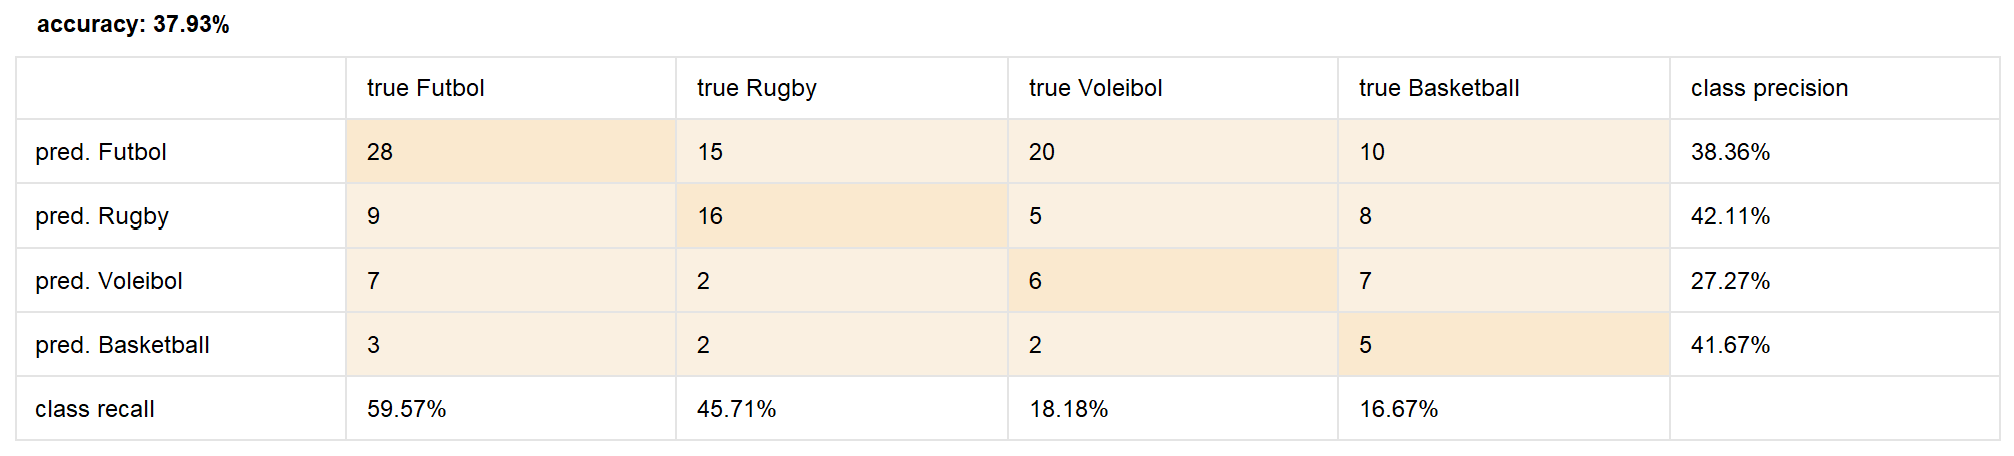 accuracy: 37.93%
true Futbol true Rugby true Voleibol true Basketball class precision
pred. Futbol 28 15 20 10 38.36%
pred. Rugby 9 16 5 8 42.11%
pred. Voleibol 7 2 6 7 27.27%
pred. Basketball 3 2 2 5 41.67%
class recall 59.57% 45.71% 18.18% 16.67%